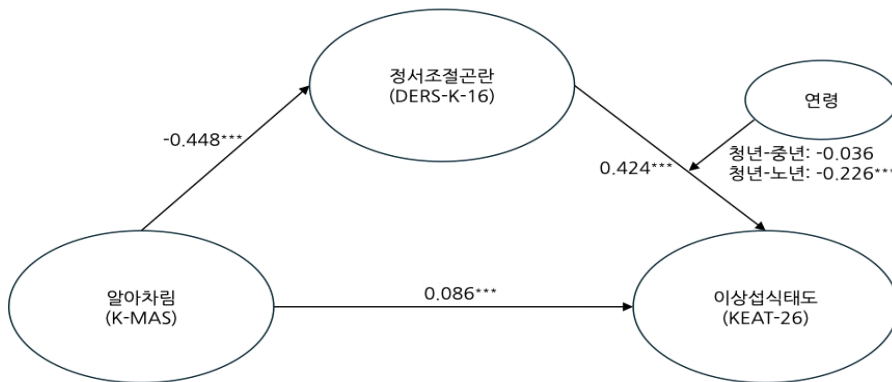 정서조절곤란
(DERS-K-16)
연령
-0.448***
청년-중년: -0.036
0.424***
청년-노년: -0.226***
알아차림
(K-MAS)
0.086***
이상섭식태도
(KEAT-26)